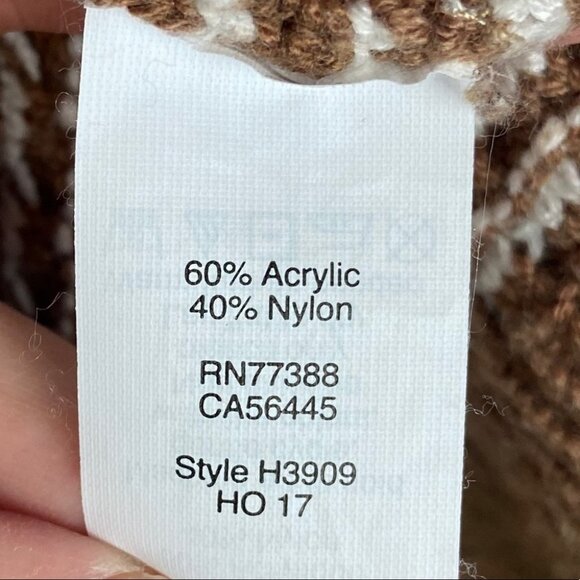 60% Acrylic
40% Nylon
RN77388
CA56445
Style H3909
HO 17